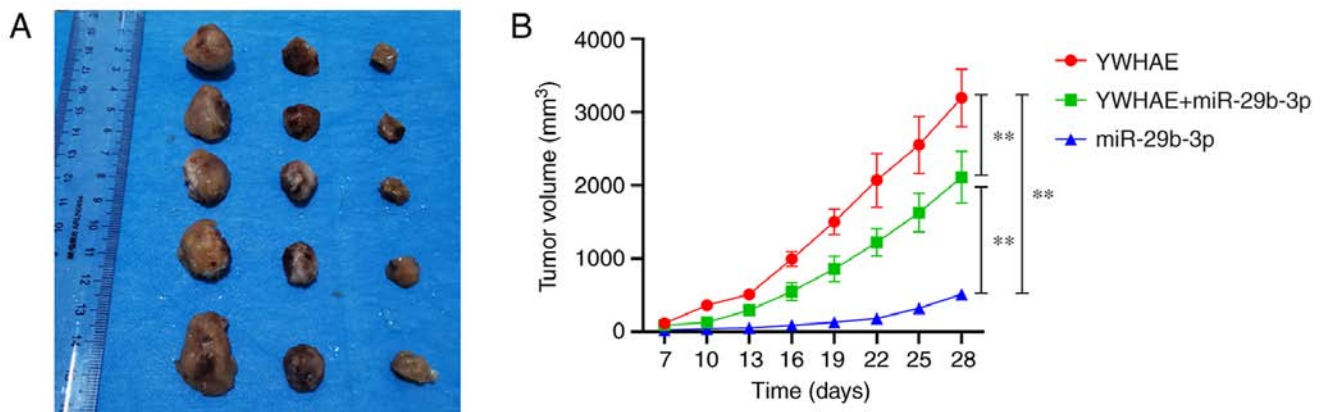 A
B
4000
3000
2000
1000
0
Tumor volume (mm³)
7 10 13 16 19 22 25 28
Time (days)
YWHAE
YWHAE+miR-29b-3p
miR-29b-3p
**
**
**